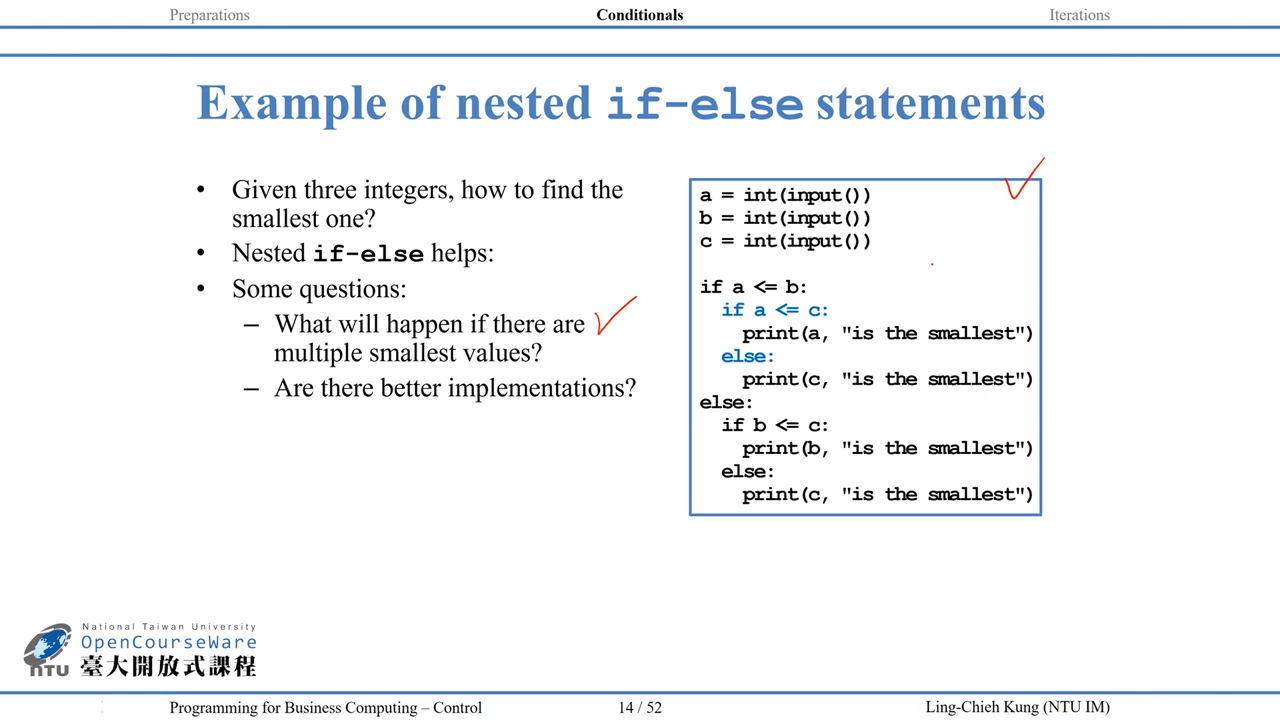 Preparations
Conditionals
Iterations
Example of nested if-else statements
• Given three integers, how to find the
smallest one?
• Nested if-else helps:
• Some questions:
– What will happen if there are
multiple smallest values?
– Are there better implementations?
a = int(input())
b = int(input())
c = int(input())
if a <= b:
  if a <= c:
    print(a, "is the smallest")
  else:
    print(c, "is the smallest")
else:
  if b <= c:
    print(b, "is the smallest")
  else:
    print(c, "is the smallest")
National Taiwan University
OpenCourseWare
臺大開放式課程
NTU
Programming for Business Computing – Control
14 / 52
Ling-Chieh Kung (NTU IM)